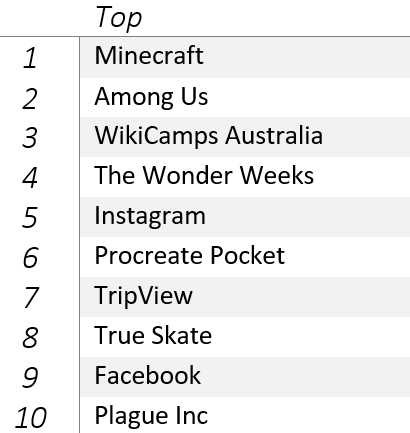 Top
1 Minecraft
2 Among Us
3 WikiCamps Australia
4 The Wonder Weeks
5 Instagram
6 Procreate Pocket
7 TripView
8 True Skate
9 Facebook
10 Plague Inc